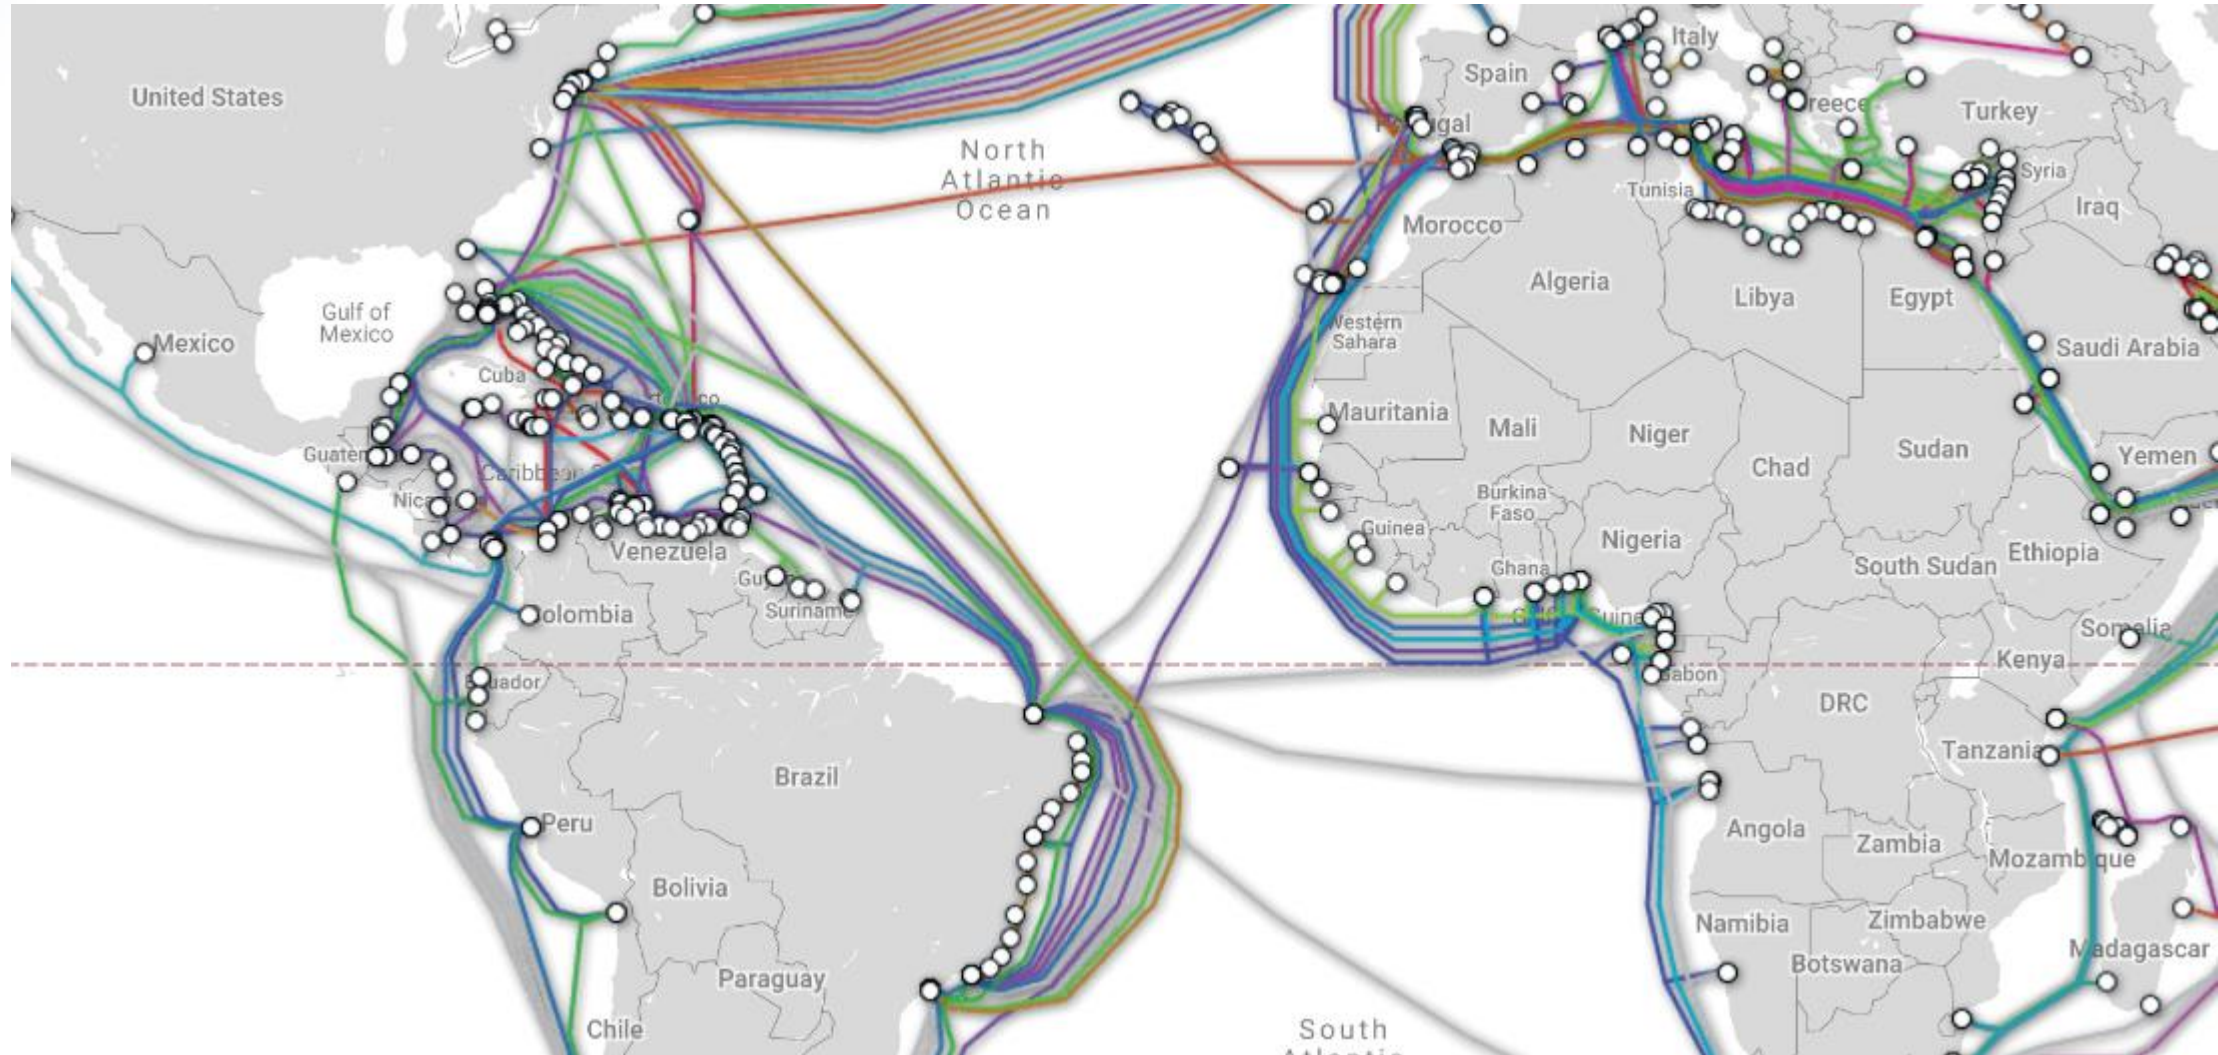 Italy
United States
Spain
Turkey
North
Atlantic
Ocean
Syria
Tunisia
Iraq
Morocco
Algeria
Libya
Egypt
Gulf of
Mexico
Mexico
Western
Sahara
Saudi Arabia
Cuba
Mauritania
Mali
Niger
Sudan
Chad
Yemen
Burkina
Faso
Guinea
Nigeria
Venezuela
Ghana
South Sudan
Ethiopia
Suriname
Somalia
Kenya
DRC
Brazil
Tanzania
Peru
Angola
Zambia
Mozambique
Bolivia
Namibia
Zimbabwe
Madagascar
Botswana
Paraguay
Chile
South